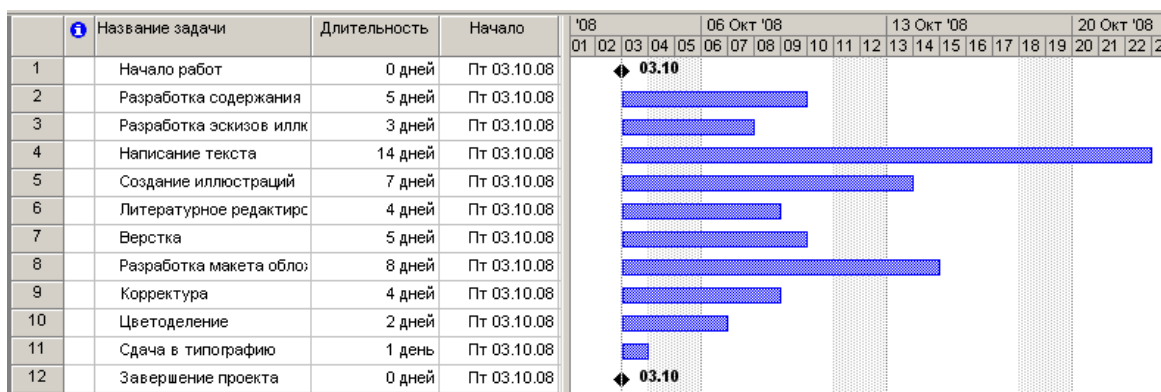 Название задачи Длительность Начало '08 06 Окт '08 13 Окт '08 20 Окт '08
01 02 03 04 05 06 07 08 09 10 11 12 13 14 15 16 17 18 19 20 21 22 2
1 Начало работ 0 дней Пт 03.10.08 03.10
2 Разработка содержания 5 дней Пт 03.10.08
3 Разработка эскизов иллю 3 дней Пт 03.10.08
4 Написание текста 14 дней Пт 03.10.08
5 Создание иллюстраций 7 дней Пт 03.10.08
6 Литературное редактирс 4 дней Пт 03.10.08
7 Верстка 5 дней Пт 03.10.08
8 Разработка макета обло 8 дней Пт 03.10.08
9 Корректура 4 дней Пт 03.10.08
10 Цветоделение 2 дней Пт 03.10.08
11 Сдача в типографию 1 день Пт 03.10.08
12 Завершение проекта 0 дней Пт 03.10.08 03.10